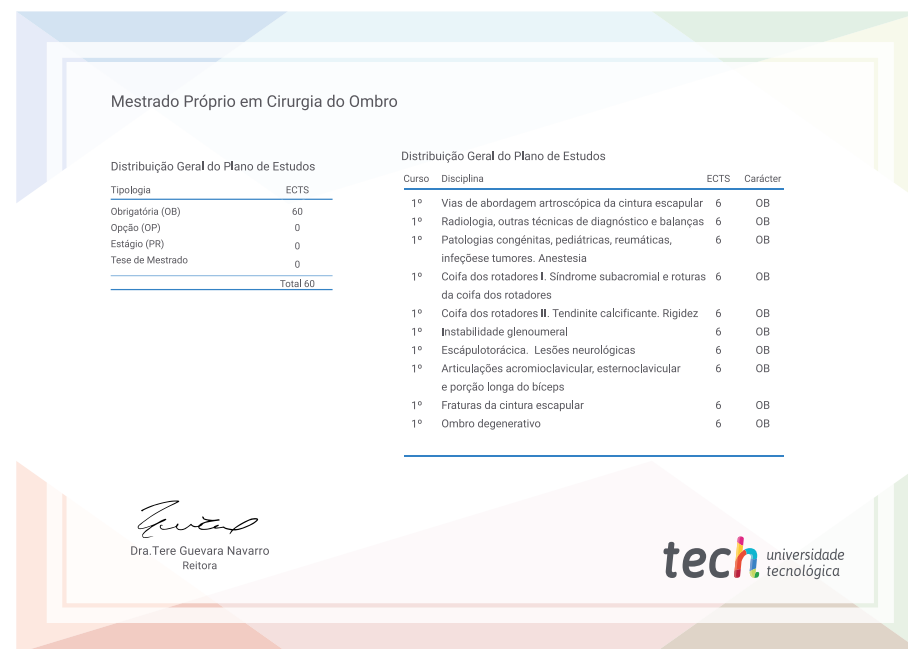 Mestrado Próprio em Cirurgia do Ombro
Distribuição Geral do Plano de Estudos
Tipologia ECTS
Obrigatória (OB) 60
Opção (OP) 0
Estágio (PR) 0
Tese de Mestrado 0
Total 60
Distribuição Geral do Plano de Estudos
Curso Disciplina ECTS Carácter
1º Vias de abordagem artroscópica da cintura escapular 6 OB
1º Radiologia, outras técnicas de diagnóstico e balanças 6 OB
1º Patologias congénitas, pediátricas, reumáticas, 6 OB
infeçõese tumores. Anestesia
1º Coifa dos rotadores I. Síndrome subacromial e roturas 6 OB
da coifa dos rotadores
1º Coifa dos rotadores II. Tendinite calcificante. Rigidez 6 OB
1º Instabilidade glenoumeral 6 OB
1º Escápulotorácica. Lesões neurológicas 6 OB
1º Articulações acromioclavicular, esternoclavicular 6 OB
e porção longa do bíceps
1º Fraturas da cintura escapular 6 OB
1º Ombro degenerativo 6 OB
Dra.Tere Guevara Navarro
Reitora
tech universidade
tecnológica